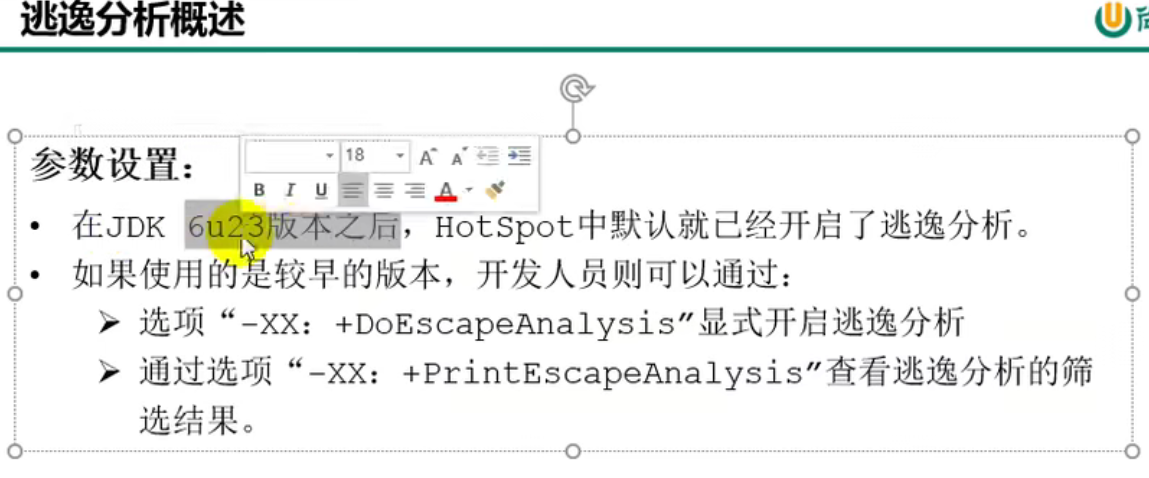 逃逸分析概述
参数设置：
18
B I U A
• 在JDK 6u23版本之后，HotSpot中默认就已经开启了逃逸分析。
• 如果使用的是较早的版本，开发人员则可以通过：
➢ 选项“-XX：+DoEscapeAnalysis”显式开启逃逸分析
➢ 通过选项“-XX：+PrintEscapeAnalysis”查看逃逸分析的筛
选结果。